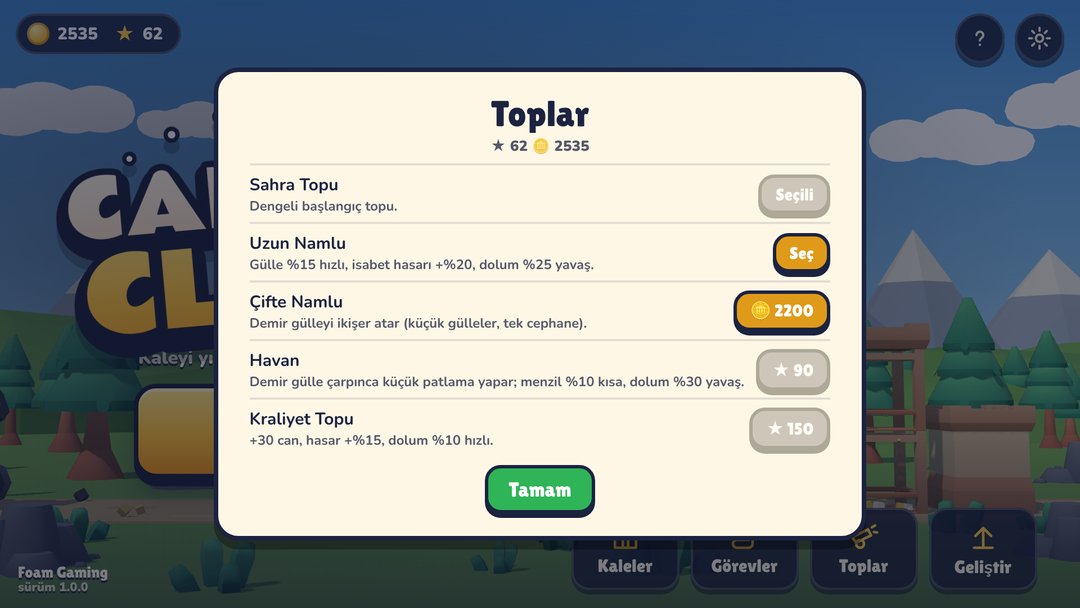 2535 ★ 62
?
Toplar
★ 62 2535
Sahra Topu
Dengeli başlangıç topu.
Seçili
Uzun Namlu
Gülle %15 hızlı, isabet hasarı +%20, dolum %25 yavaş.
Seç
Çifte Namlu
Demir gülleyi ikişer atar (küçük gülleler, tek cephane).
2200
Havan
Demir gülle çarpınca küçük patlama yapar; menzil %10 kısa, dolum %30 yavaş.
★ 90
Kraliyet Topu
+30 can, hasar +%15, dolum %10 hızlı.
★ 150
Tamam
Kaleler
Görevler
Toplar
Geliştir
Foam Gaming
sürüm 1.0.0